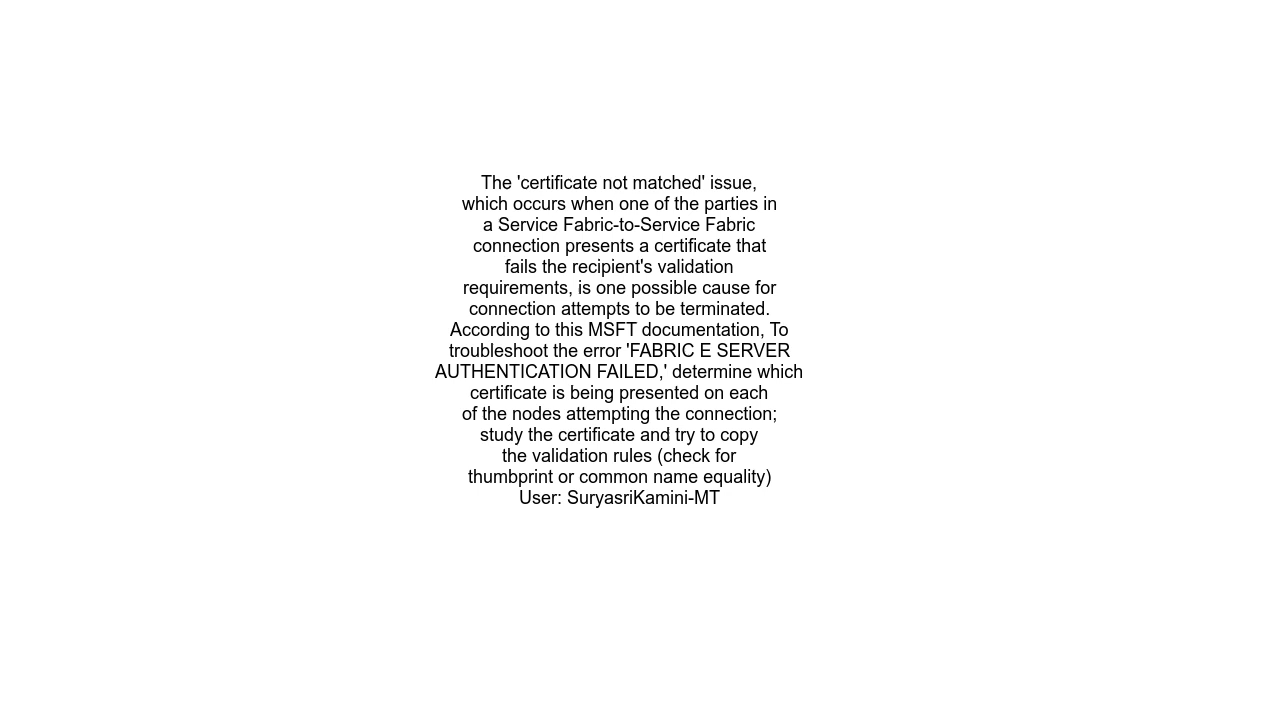 The 'certificate not matched' issue,
which occurs when one of the parties in
a Service Fabric-to-Service Fabric
connection presents a certificate that
fails the recipient's validation
requirements, is one possible cause for
connection attempts to be terminated.
According to this MSFT documentation, To
troubleshoot the error 'FABRIC E SERVER
AUTHENTICATION FAILED,' determine which
certificate is being presented on each
of the nodes attempting the connection;
study the certificate and try to copy
the validation rules (check for
thumbprint or common name equality)
User: SuryasriKamini-MT